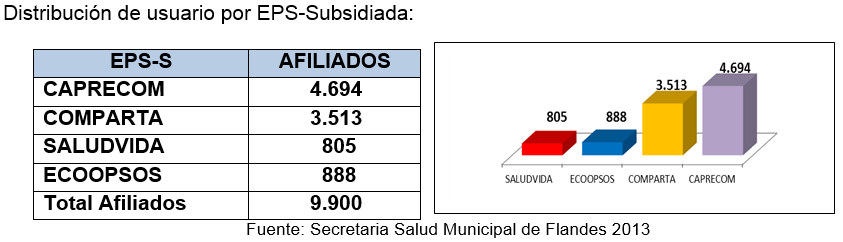 Distribución de usuario por EPS-Subsidiada:
EPS-S AFILIADOS
CAPRECOM 4.694
COMPARTA 3.513
SALUDVIDA 805
ECOOPSOS 888
Total Afiliados 9.900
805 888 3.513 4.694
SALUDVIDA ECOOPSOS COMPARTA CAPRECOM
Fuente: Secretaria Salud Municipal de Flandes 2013